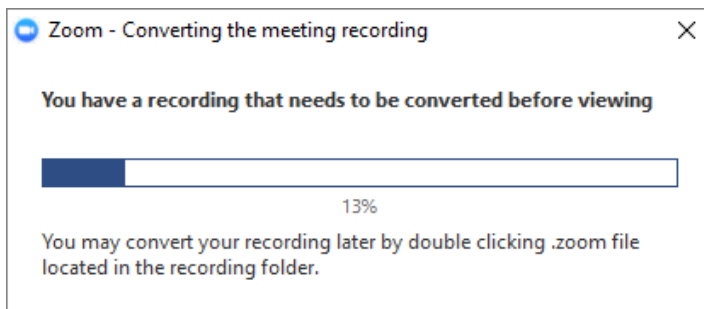 Zoom - Converting the meeting recording
You have a recording that needs to be converted before viewing
13%
You may convert your recording later by double clicking .zoom file
located in the recording folder.